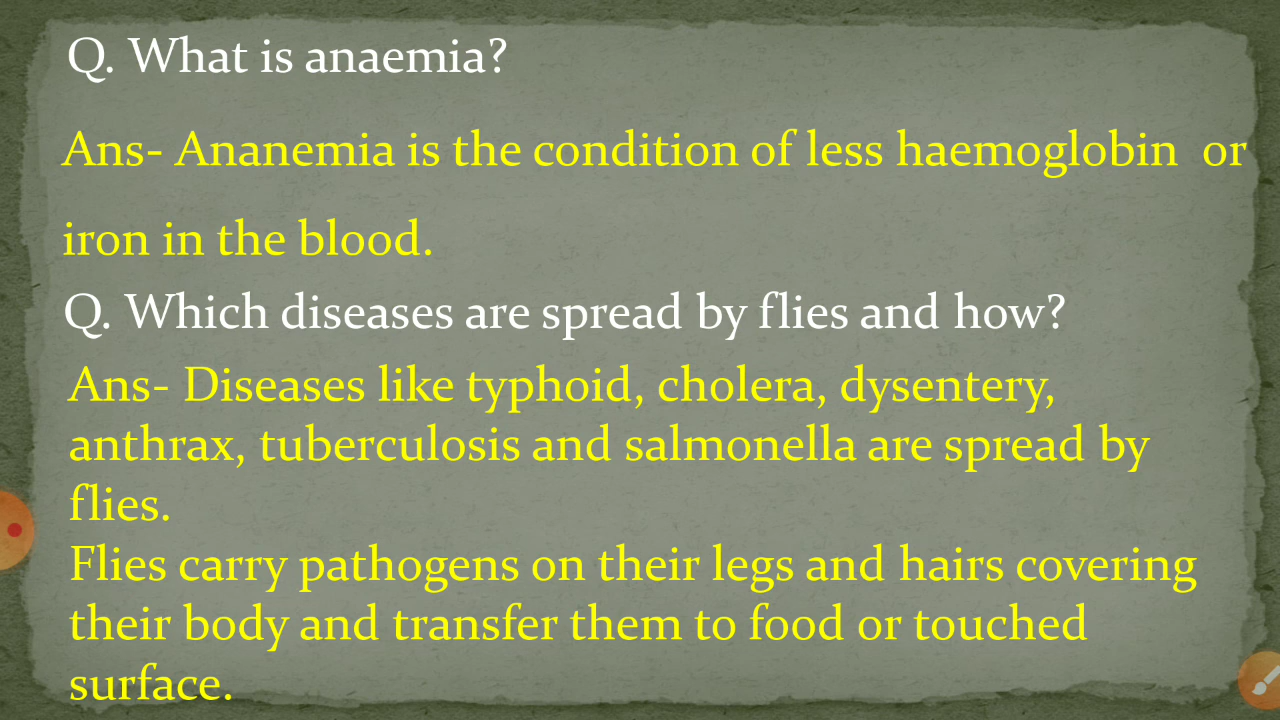 Q. What is anaemia?
Ans- Ananemia is the condition of less haemoglobin or
iron in the blood.
Q. Which diseases are spread by flies and how?
Ans- Diseases like typhoid, cholera, dysentery,
anthrax, tuberculosis and salmonella are spread by
flies.
Flies carry pathogens on their legs and hairs covering
their body and transfer them to food or touched
surface.